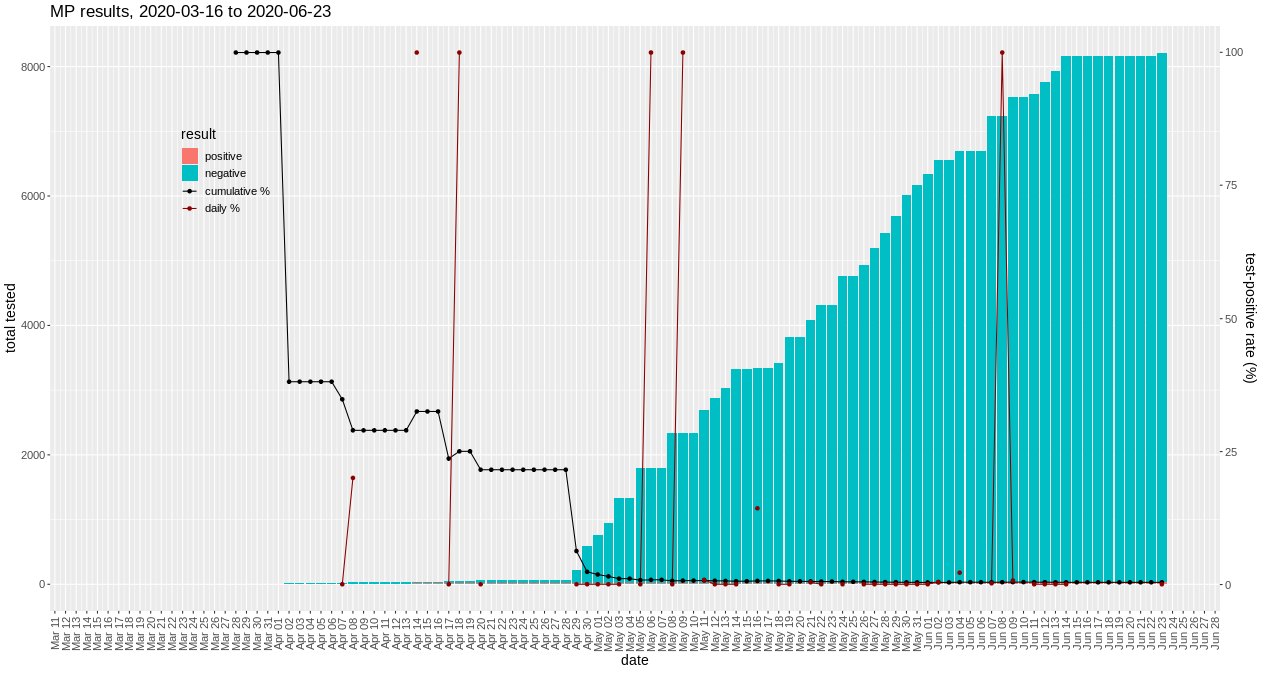 MP results, 2020-03-16 to 2020-06-23
total tested
8000
6000
4000
2000
0
result
positive
negative
cumulative %
daily %
100
75
50
25
0
test-positive rate (%)
Mar 11
Mar 12
Mar 13
Mar 14
Mar 15
Mar 16
Mar 17
Mar 18
Mar 19
Mar 20
Mar 21
Mar 22
Mar 23
Mar 24
Mar 25
Mar 26
Mar 27
Mar 28
Mar 29
Mar 30
Mar 31
Apr 01
Apr 02
Apr 03
Apr 04
Apr 05
Apr 06
Apr 07
Apr 08
Apr 09
Apr 10
Apr 11
Apr 12
Apr 13
Apr 14
Apr 15
Apr 16
Apr 17
Apr 18
Apr 19
Apr 20
Apr 21
Apr 22
Apr 23
Apr 24
Apr 25
Apr 26
Apr 27
Apr 28
Apr 29
Apr 30
May 01
May 02
May 03
May 04
May 05
May 06
May 07
May 08
May 09
May 10
May 11
May 12
May 13
May 14
May 15
May 16
May 17
May 18
May 19
May 20
May 21
May 22
May 23
May 24
May 25
May 26
May 27
May 28
May 29
May 30
May 31
Jun 01
Jun 02
Jun 03
Jun 04
Jun 05
Jun 06
Jun 07
Jun 08
Jun 09
Jun 10
Jun 11
Jun 12
Jun 13
Jun 14
Jun 15
Jun 16
Jun 17
Jun 18
Jun 19
Jun 20
Jun 21
Jun 22
Jun 23
Jun 24
Jun 25
Jun 26
Jun 27
Jun 28
date